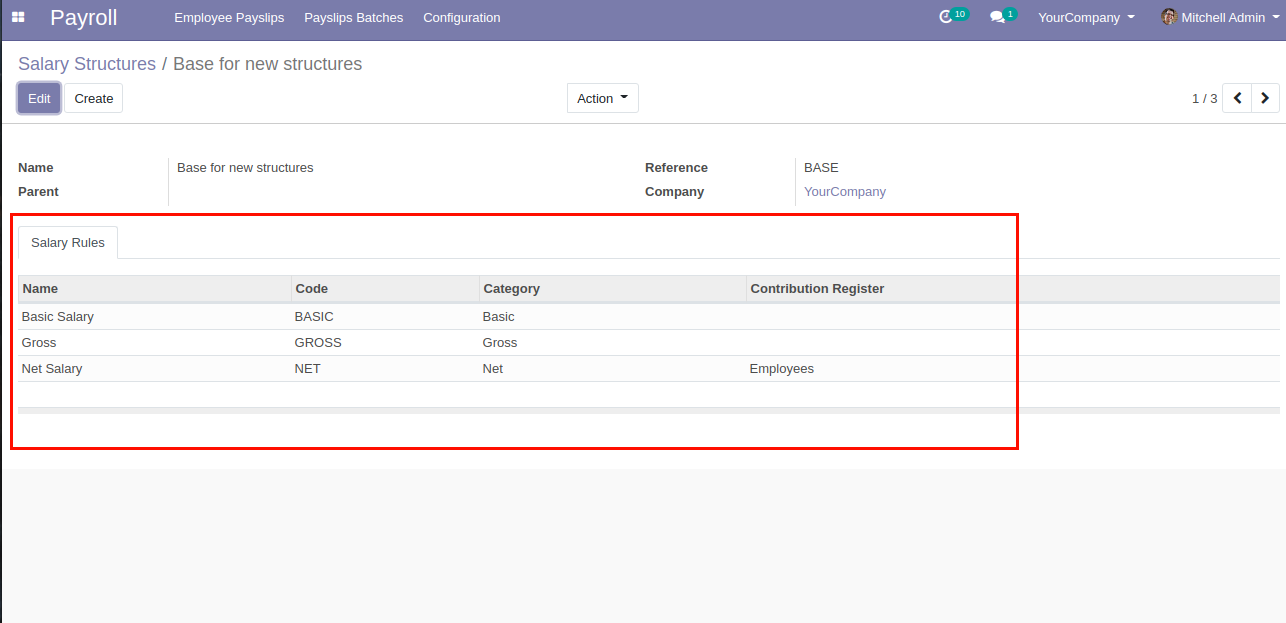 Payroll Employee Payslips Payslips Batches Configuration 10 1 YourCompany Mitchell Admin
Salary Structures / Base for new structures
Edit Create Action 1 / 3
Name Base for new structures Reference BASE
Parent Company YourCompany
Salary Rules
Name Code Category Contribution Register
Basic Salary BASIC Basic
Gross GROSS Gross
Net Salary NET Net Employees